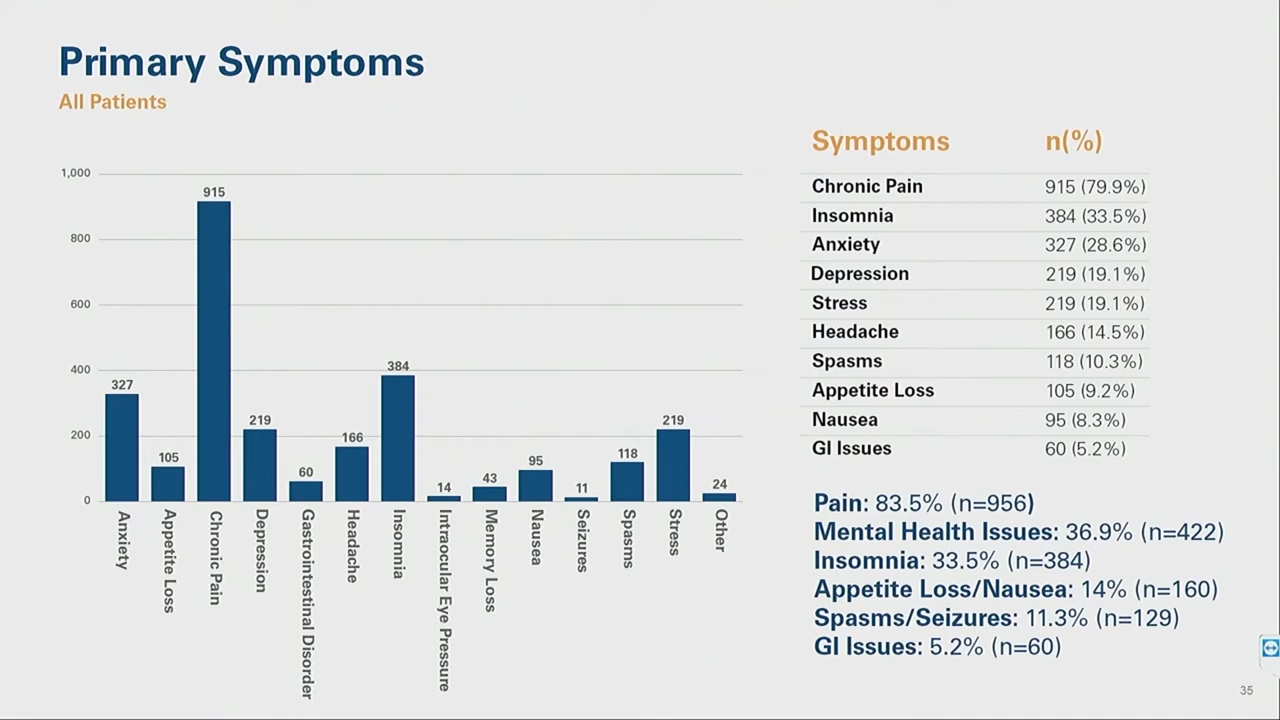 Primary Symptoms
All Patients
1,000
800
600
400
200
0
327
105
915
219
60
166
384
14
43
95
11
118
219
24
Anxiety
Appetite Loss
Chronic Pain
Depression
Gastrointestinal Disorder
Headache
Insomnia
Intraocular Eye Pressure
Memory Loss
Nausea
Seizures
Spasms
Stress
Other
Symptoms n(%)
Chronic Pain 915 (79.9%)
Insomnia 384 (33.5%)
Anxiety 327 (28.6%)
Depression 219 (19.1%)
Stress 219 (19.1%)
Headache 166 (14.5%)
Spasms 118 (10.3%)
Appetite Loss 105 (9.2%)
Nausea 95 (8.3%)
GI Issues 60 (5.2%)
Pain: 83.5% (n=956)
Mental Health Issues: 36.9% (n=422)
Insomnia: 33.5% (n=384)
Appetite Loss/Nausea: 14% (n=160)
Spasms/Seizures: 11.3% (n=129)
GI Issues: 5.2% (n=60)
35